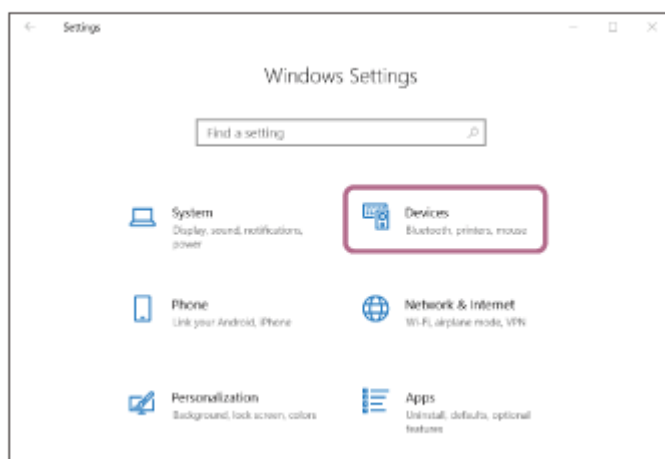 Settings
Windows Settings
Find a setting
System
Display, sound, notifications,
power
Devices
Bluetooth, printers, mouse
Phone
Link your Android, iPhone
Network & Internet
Wi-Fi, airplane mode, VPN
Personalization
Background, lock screen, colors
Apps
Uninstall, defaults, optional
features